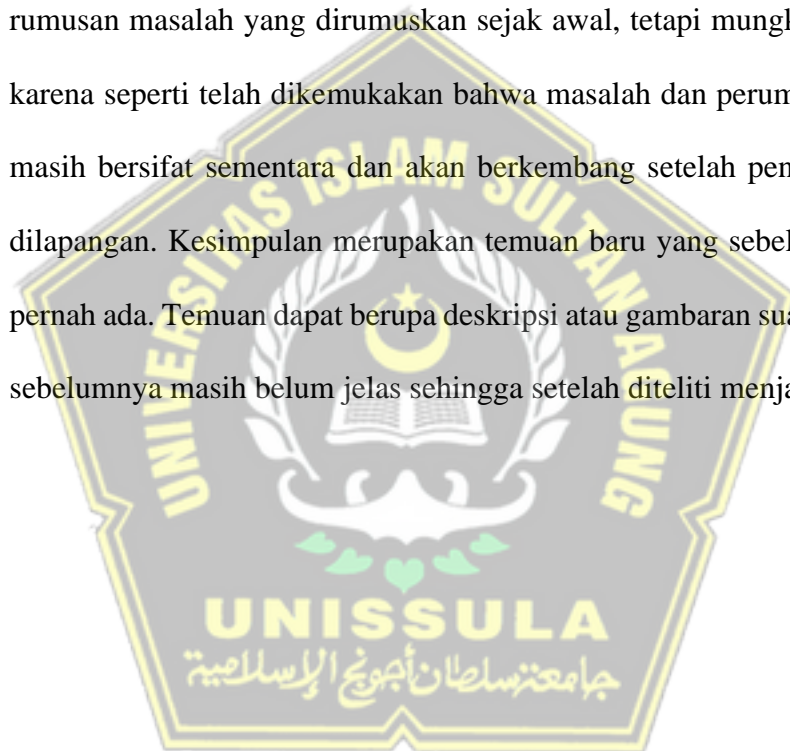 rumusan masalah yang dirumuskan sejak awal, tetapi mungk
karena seperti telah dikemukakan bahwa masalah dan perum
masih bersifat sementara dan akan berkembang setelah pen
dilapangan. Kesimpulan merupakan temuan baru yang sebel
pernah ada. Temuan dapat berupa deskripsi atau gambaran sua
sebelumnya masih belum jelas sehingga setelah diteliti menja
UNIVERSITAS ISLAM SULTAN AGUNG
UNISSULA
جامعة سلطان أجونج الإسلامية